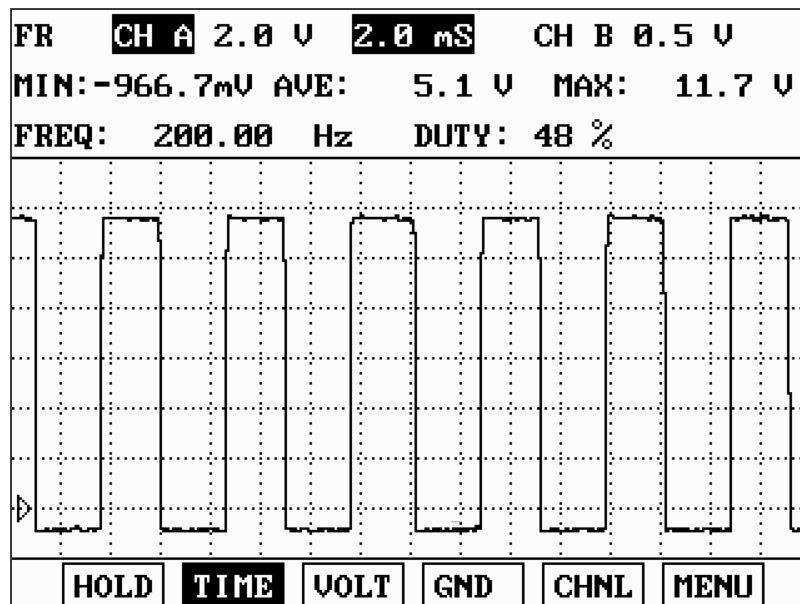 FR CH A 2.0 V 2.0 mS CH B 0.5 V
MIN:-966.7mV AVE: 5.1 V MAX: 11.7 V
FREQ: 200.00 Hz DUTY: 48 %
HOLD TIME VOLT GND CHNL MENU